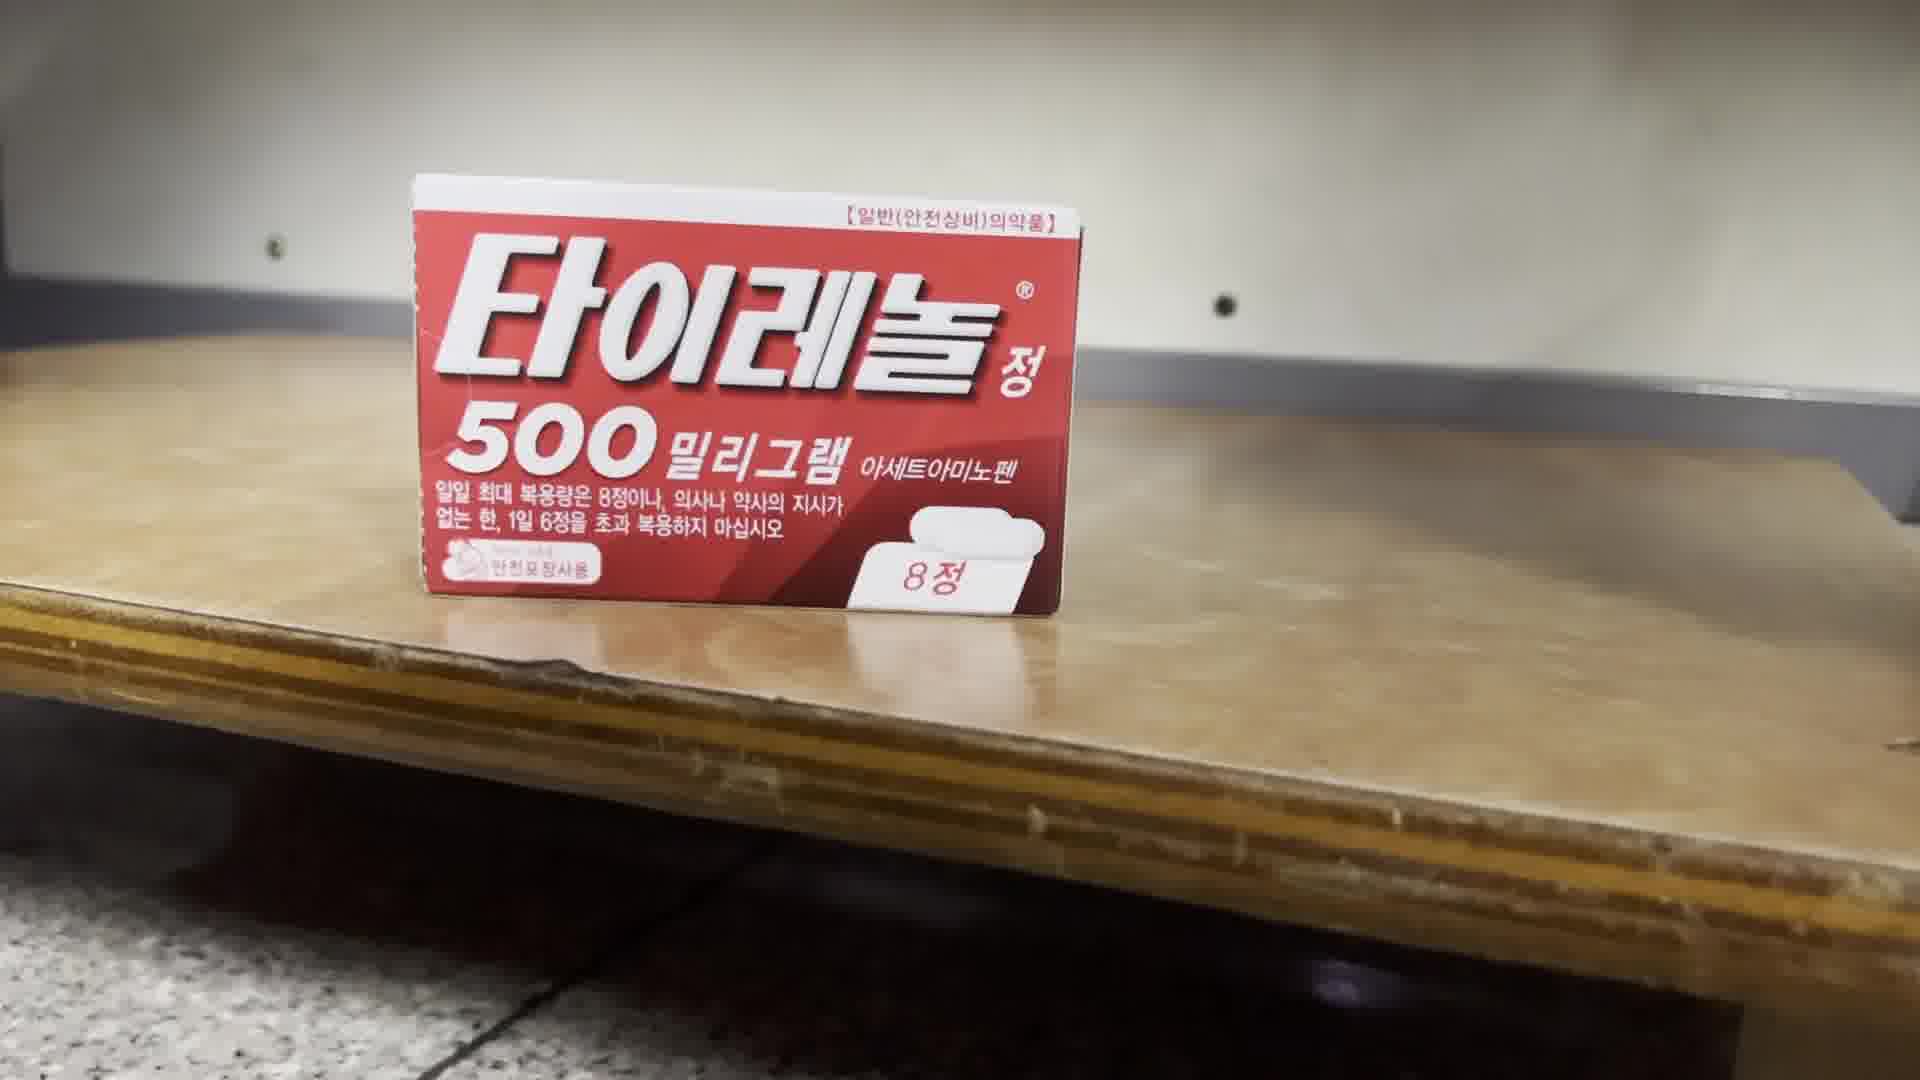 【일반(안전상비)의약품】
타이레놀®정
500밀리그램 아세트아미노펜
일일 최대 복용량은 8정이나, 의사나 약사의 지시가
없는 한, 1일 6정을 초과 복용하지 마십시오
안전포장사용
8정